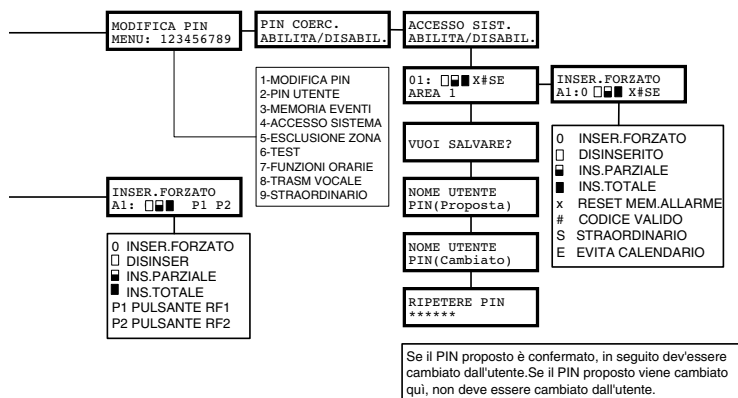 MODIFICA PIN
MENU: 123456789
PIN COERC.
ABILITA/DISABIL.
ACCESSO SIST.
ABILITA/DISABIL.
1-MODIFICA PIN
2-PIN UTENTE
3-MEMORIA EVENTI
4-ACCESSO SISTEMA
5-ESCLUSIONE ZONA
6-TEST
7-FUNZIONI ORARIE
8-TRASM VOCALE
9-STRAORDINARIO
01: X#SE
AREA 1
INSER.FORZATO
A1:0 X#SE
VUOI SALVARE?
0 INSER.FORZATO
DISINSERITO
INS.PARZIALE
INS.TOTALE
x RESET MEM.ALLARME
# CODICE VALIDO
S STRAORDINARIO
E EVITA CALENDARIO
INSER.FORZATO
A1: P1 P2
NOME UTENTE
PIN(Proposta)
0 INSER.FORZATO
DISINSER
INS.PARZIALE
INS.TOTALE
P1 PULSANTE RF1
P2 PULSANTE RF2
NOME UTENTE
PIN(Cambiato)
RIPETERE PIN
******
Se il PIN proposto è confermato, in seguito dev'essere
cambiato dall'utente.Se il PIN proposto viene cambiato
quì, non deve essere cambiato dall'utente.